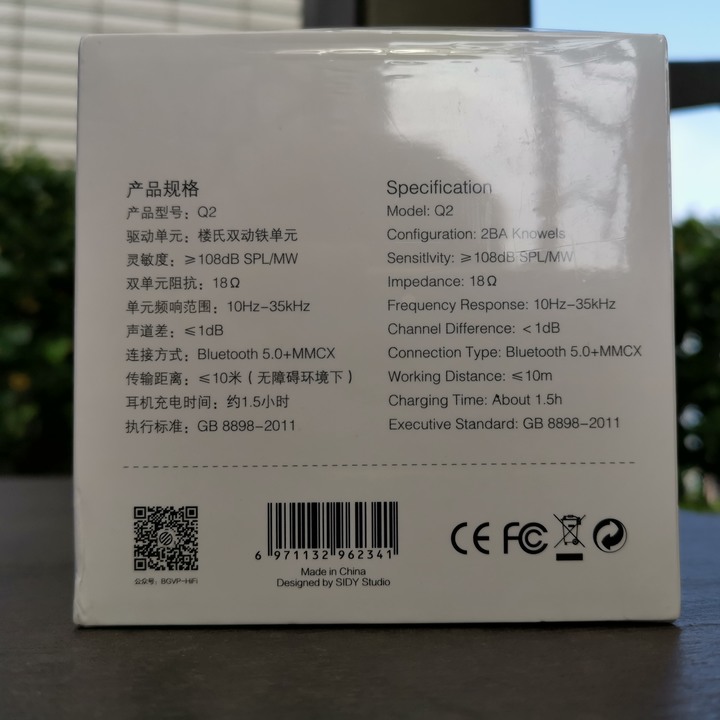 产品规格
产品型号：Q2
驱动单元：楼氏双动铁单元
灵敏度：≥108dB SPL/MW
双单元阻抗：18Ω
单元频响范围：10Hz-35kHz
声道差：≤1dB
连接方式：Bluetooth 5.0+MMCX
传输距离：≤10米（无障碍环境下）
耳机充电时间：约1.5小时
执行标准：GB 8898-2011
Specification
Model: Q2
Configuration: 2BA Knowels
Sensitlvity: ≥108dB SPL/MW
Impedance: 18Ω
Frequency Response: 10Hz-35kHz
Channel Difference: <1dB
Connection Type: Bluetooth 5.0+MMCX
Working Distance: ≤10m
Charging Time: About 1.5h
Executive Standard: GB 8898-2011
公众号：BGVP-HiFi
6 971132 962341
Made in China
Designed by SIDY Studio
CE FC